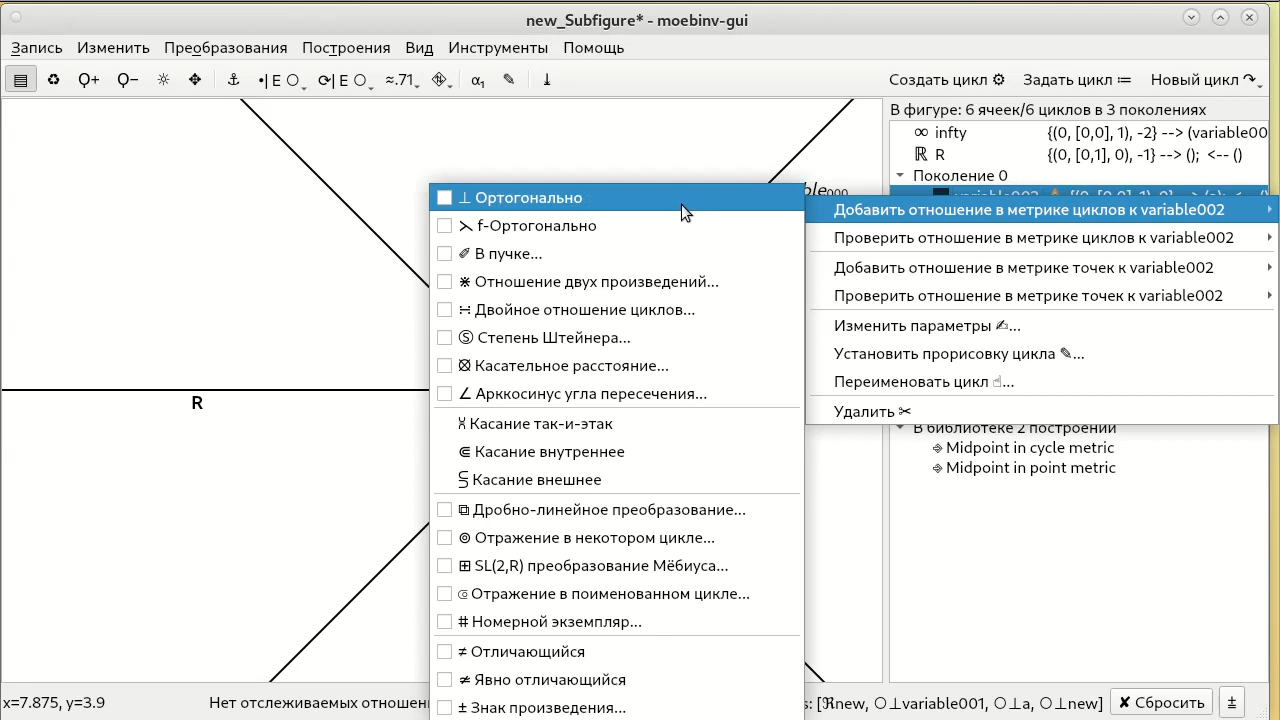 new_Subfigure* - moebinv-gui
Запись Изменить Преобразования Построения Вид Инструменты Помощь
Создать цикл ⚙ Задать цикл ≔ Новый цикл
В фигуре: 6 ячеек/6 циклов в 3 поколениях
∞ infty {(0, [0,0], 1), -2} --> (variable00
ℝ R {(0, [0,1], 0), -1} --> (); <-- ()
Поколение 0
R
⊥ Ортогонально
f-Ортогонально
В пучке...
Отношение двух произведений...
Двойное отношение циклов...
Ⓢ Степень Штейнера...
Касательное расстояние...
∠ Арккосинус угла пересечения...
Касание так-и-этак
Касание внутреннее
Касание внешнее
Дробно-линейное преобразование...
Отражение в некотором цикле...
⊞ SL(2,R) преобразование Мёбиуса...
Отражение в поименованном цикле...
# Номерной экземпляр...
≠ Отличающийся
≄ Явно отличающийся
± Знак произведения...
Добавить отношение в метрике циклов к variable002
Проверить отношение в метрике циклов к variable002
Добавить отношение в метрике точек к variable002
Проверить отношение в метрике точек к variable002
Изменить параметры ✍...
Установить прорисовку цикла ✎...
Переименовать цикл ☝...
Удалить ✂
В библиотеке 2 построений
Midpoint in cycle metric
Midpoint in point metric
x=7.875, y=3.9
Нет отслеживаемых отношен
s: [ℜnew, ○⊥variable001, ○⊥a, ○⊥new]
✘ Сбросить
±